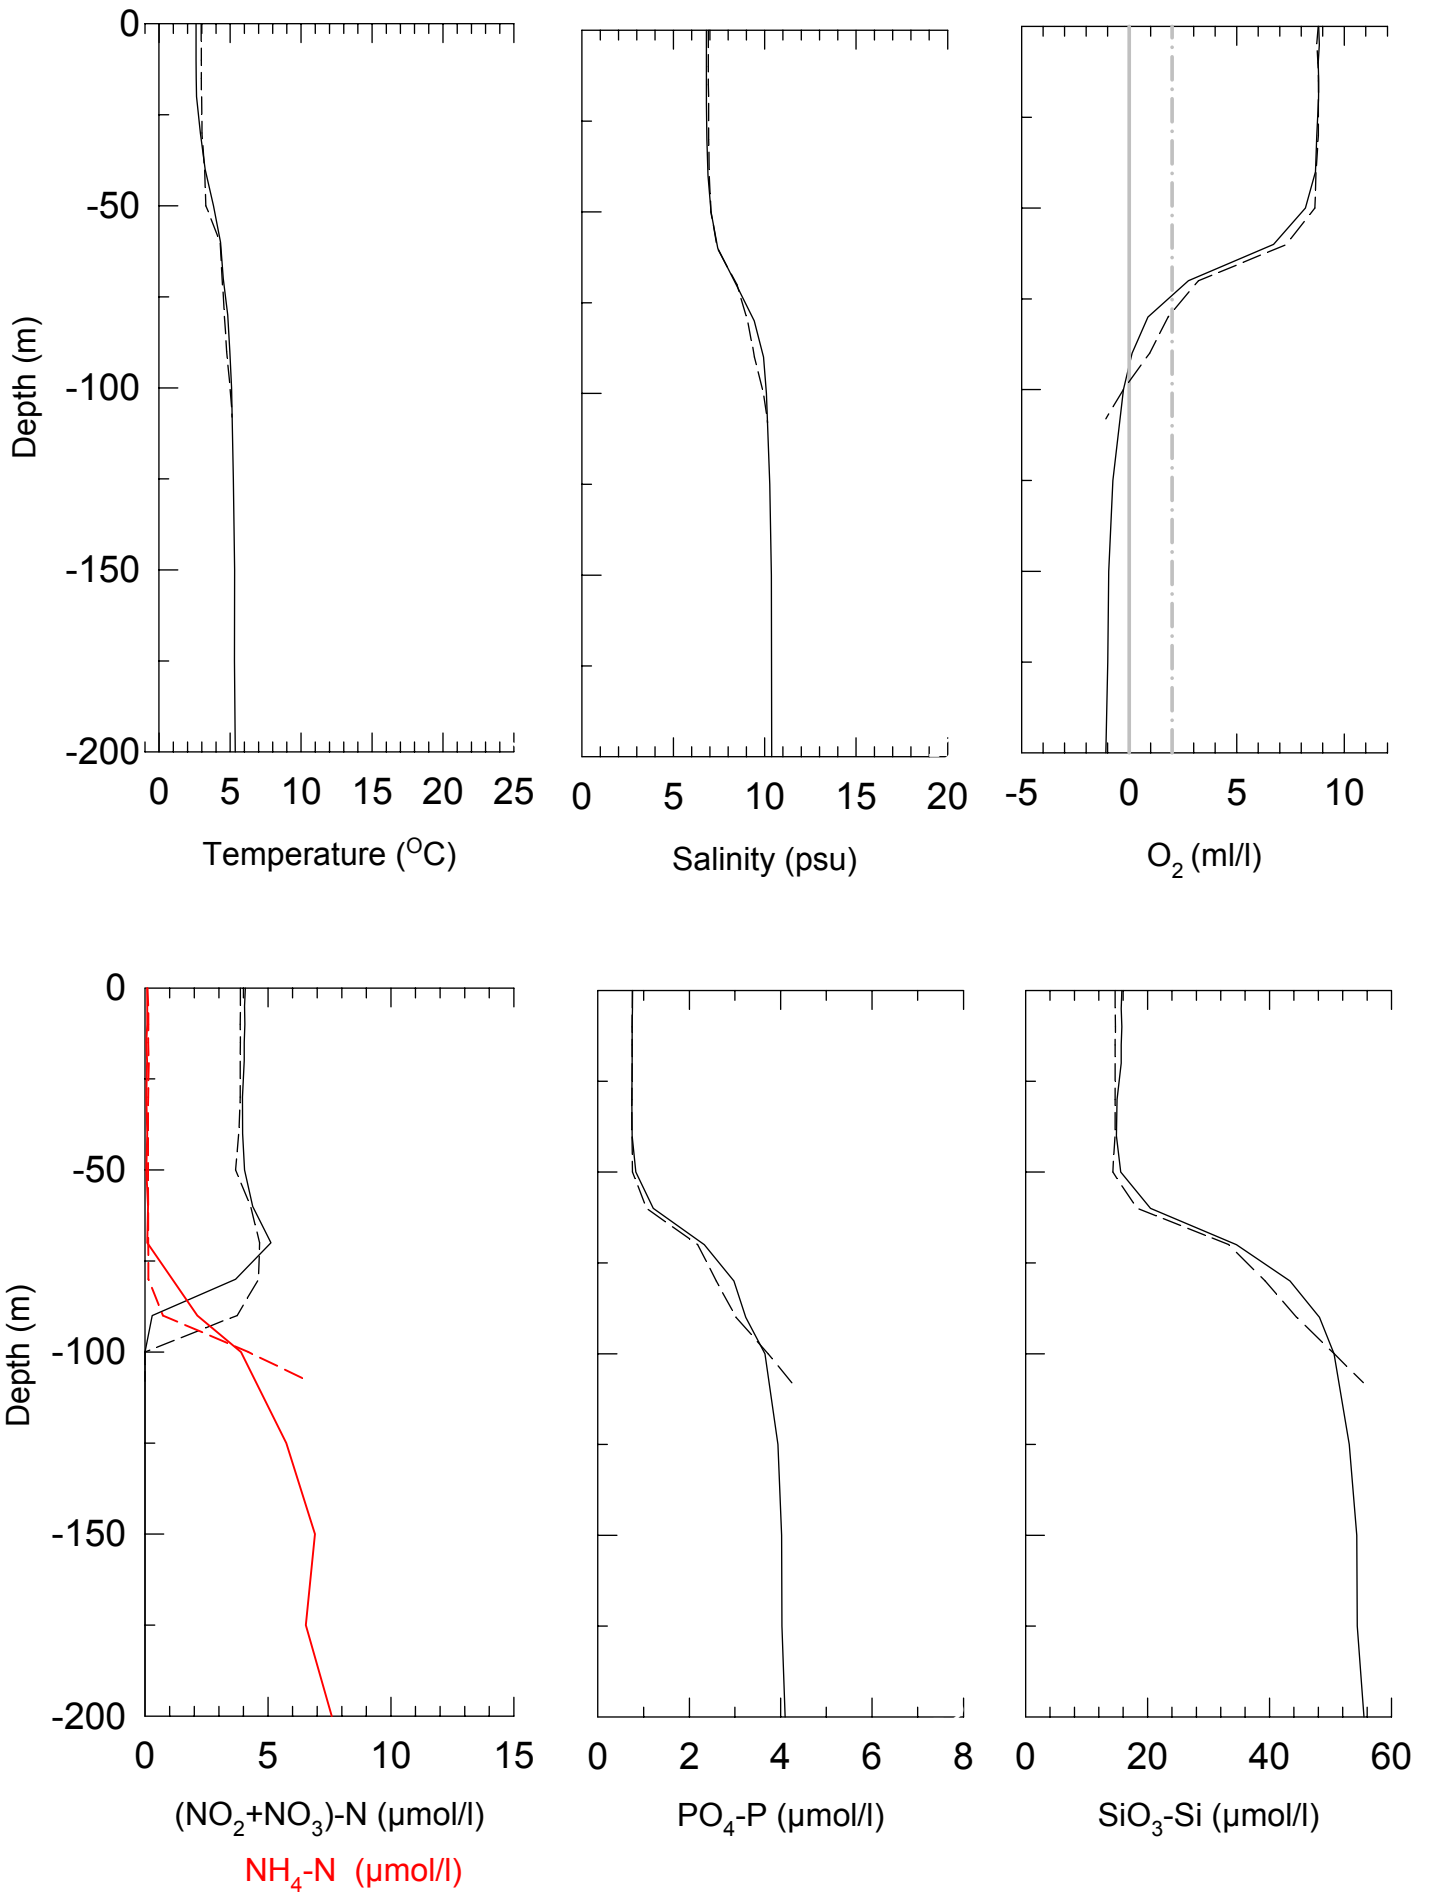 0
-50
-100
-150
-200
Depth (m)
0 5 10 15 20 25
Temperature (°C)
0 5 10 15 20
Salinity (psu)
-5 0 5 10
O₂ (ml/l)
0
-50
-100
-150
-200
Depth (m)
0 5 10 15
(NO₂+NO₃)-N (µmol/l)
NH₄-N (µmol/l)
0 2 4 6 8
PO₄-P (µmol/l)
0 20 40 60
SiO₃-Si (µmol/l)